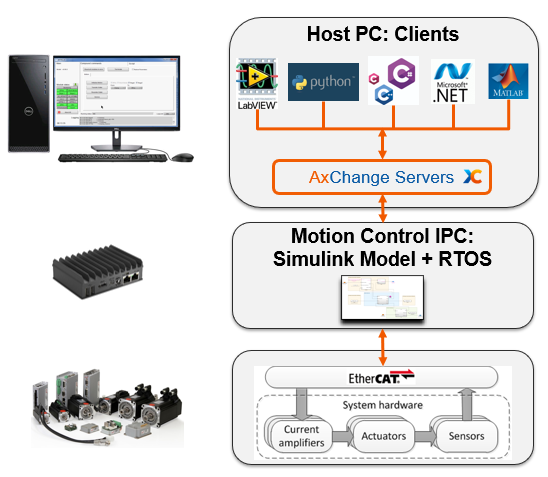 Host PC: Clients
LabVIEW
python
C#
C++
C#
Microsoft
.NET
MATLAB
AxChange Servers
Motion Control IPC:
Simulink Model + RTOS
EtherCAT
System hardware
Current
amplifiers
Actuators
Sensors